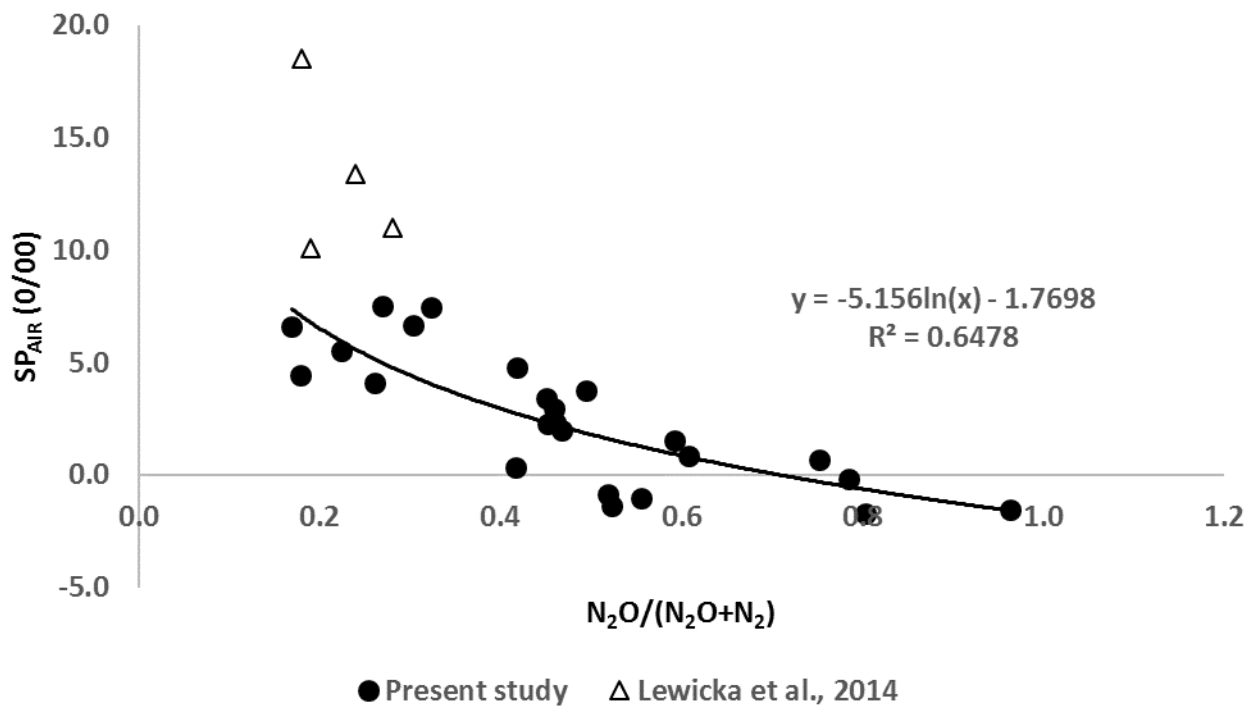 20.0
15.0
10.0
5.0
0.0
-5.0
SP_AIR (0/00)
y = -5.156ln(x) - 1.7698
R² = 0.6478
0.0 0.2 0.4 0.6 0.8 1.0 1.2
N₂O/(N₂O+N₂)
Present study Lewicka et al., 2014